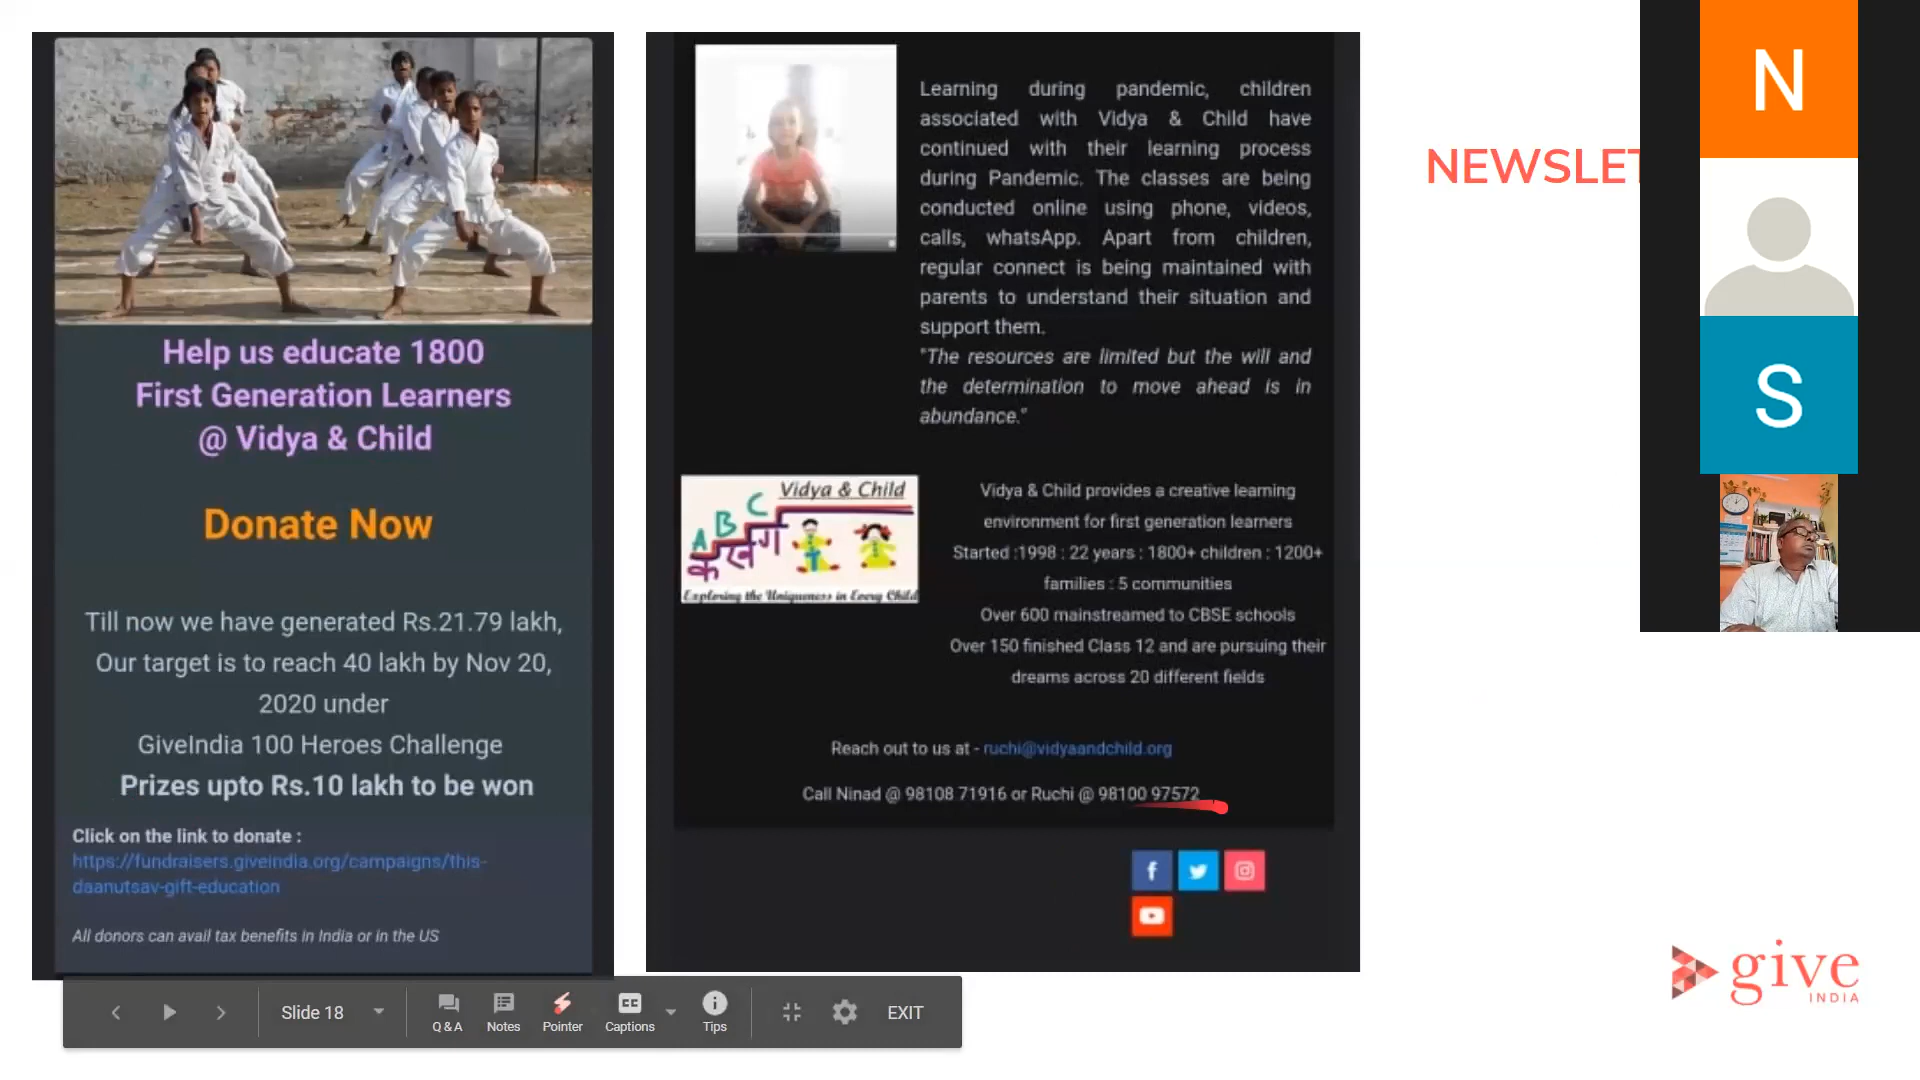 Help us educate 1800
First Generation Learners
@ Vidya & Child
Donate Now
Till now we have generated Rs.21.79 lakh,
Our target is to reach 40 lakh by Nov 20,
2020 under
GiveIndia 100 Heroes Challenge
Prizes upto Rs.10 lakh to be won
Click on the link to donate :
https://fundraisers.giveindia.org/campaigns/this-
daanutsav-gift-education
All donors can avail tax benefits in India or in the US
Learning during pandemic, children
associated with Vidya & Child have
continued with their learning process
during Pandemic. The classes are being
conducted online using phone, videos,
calls, whatsApp. Apart from children,
regular connect is being maintained with
parents to understand their situation and
support them.
"The resources are limited but the will and
the determination to move ahead is in
abundance."
Vidya & Child
A B C
क ख ग
Exploring the Uniqueness in Every Child
Vidya & Child provides a creative learning
environment for first generation learners
Started :1998 : 22 years : 1800+ children : 1200+
families : 5 communities
Over 600 mainstreamed to CBSE schools
Over 150 finished Class 12 and are pursuing their
dreams across 20 different fields
Reach out to us at - ruchi@vidyaandchild.org
Call Ninad @ 98108 71916 or Ruchi @ 98100 97572
NEWSLET
N
S
give
INDIA
Slide 18
Q & A
Notes
Pointer
CC
Captions
Tips
EXIT